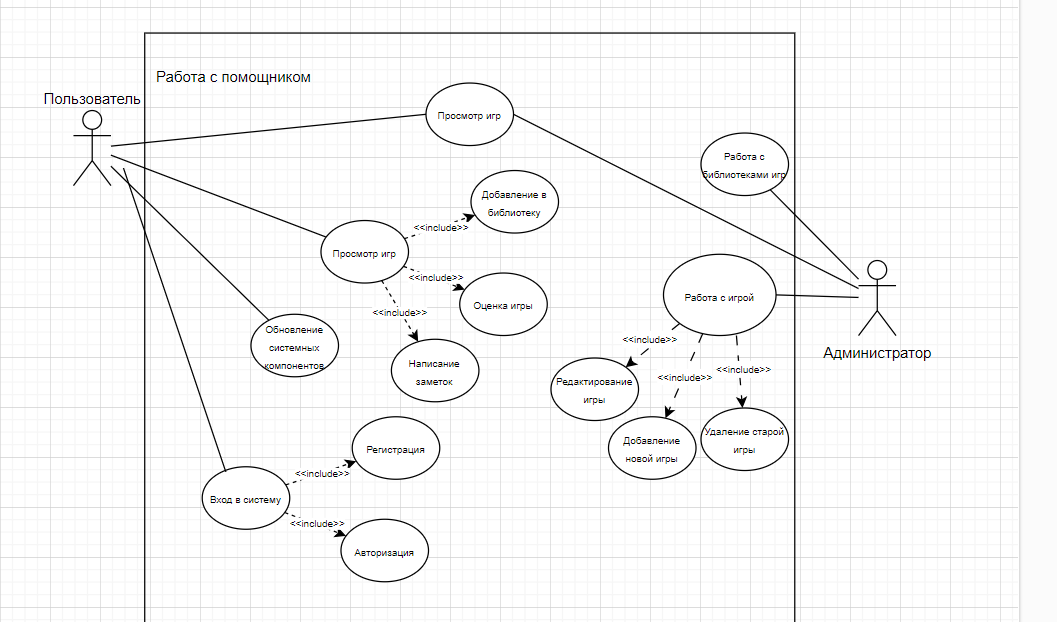 Работа с помощником
Пользователь
Просмотр игр
Работа с
библиотеками игр
Добавление в
библиотеку
<<include>>
Просмотр игр
<<include>>
Оценка игры
<<include>>
Работа с игрой
Администратор
Обновление
системных
компонентов
Написание
заметок
<<include>>
<<include>>
<<include>>
Редактирование
игры
Добавление
новой игры
Удаление старой
игры
Регистрация
<<include>>
Вход в систему
<<include>>
Авторизация